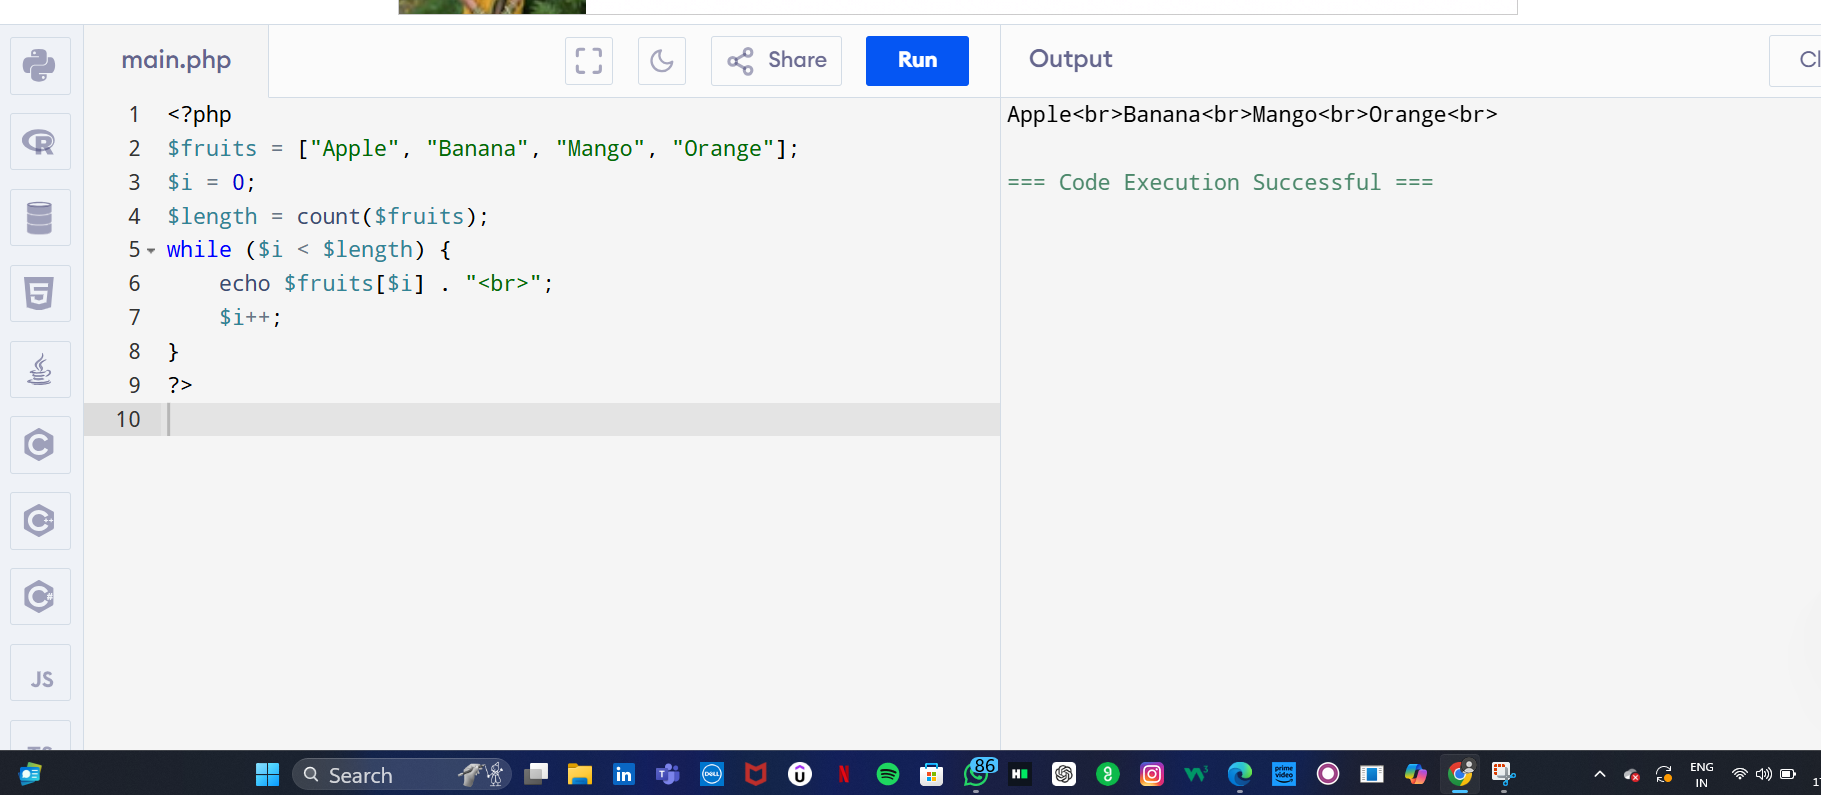 main.php
Share
Run
Output
Cl
1 <?php
2 $fruits = ["Apple", "Banana", "Mango", "Orange"];
3 $i = 0;
4 $length = count($fruits);
5 while ($i < $length) {
6     echo $fruits[$i] . "<br>";
7     $i++;
8 }
9 ?>
10
Apple<br>Banana<br>Mango<br>Orange<br>
=== Code Execution Successful ===
JS
Search
86
ENG
IN